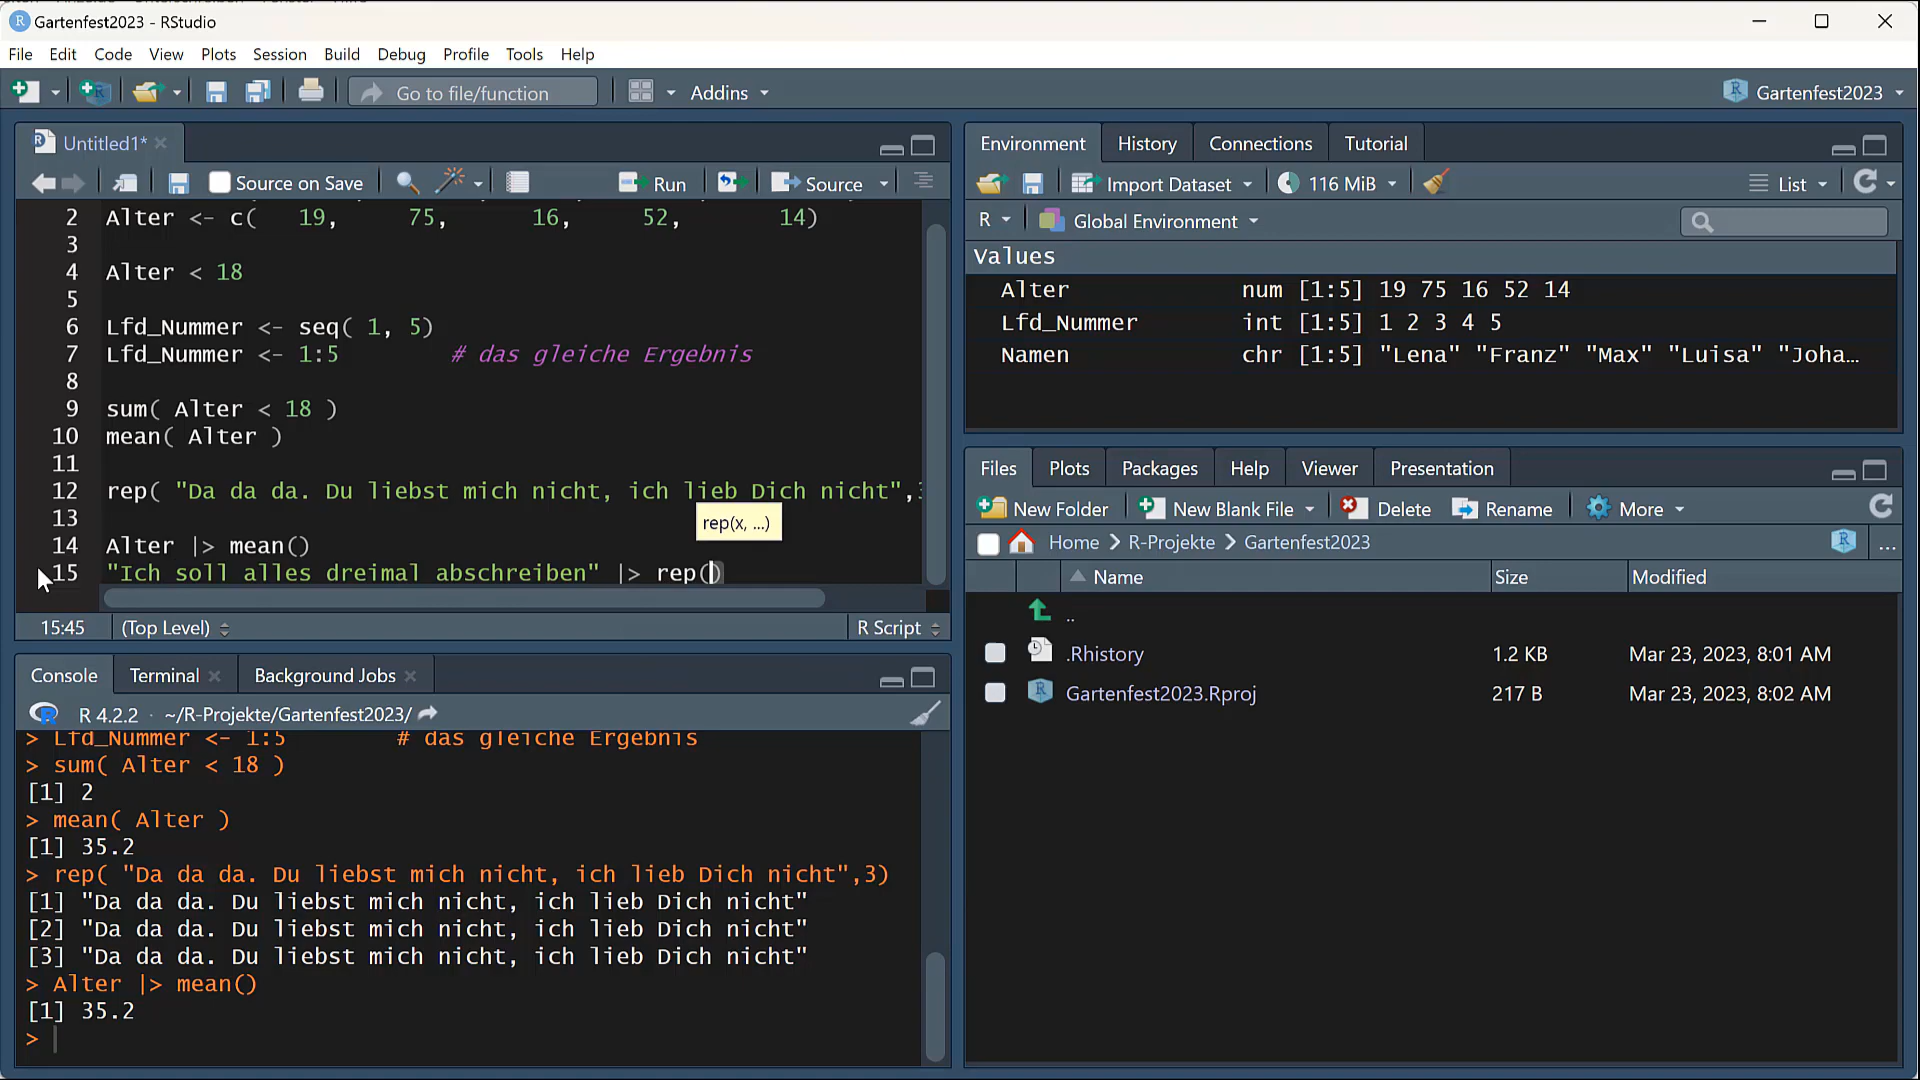 Gartenfest2023 - RStudio
File Edit Code View Plots Session Build Debug Profile Tools Help
Go to file/function Addins Gartenfest2023
Untitled1*
Source on Save Run Source
2 Alter <- c( 19, 75, 16, 52, 14)
3
4 Alter < 18
5
6 Lfd_Nummer <- seq( 1, 5)
7 Lfd_Nummer <- 1:5 # das gleiche Ergebnis
8
9 sum( Alter < 18 )
10 mean( Alter )
11
12 rep( "Da da da. Du liebst mich nicht, ich lieb Dich nicht",3
13
rep(x, ...)
14 Alter |> mean()
15 "Ich soll alles dreimal abschreiben" |> rep()
15:45 (Top Level) R Script
Console Terminal Background Jobs
R 4.2.2 · ~/R-Projekte/Gartenfest2023/
> Lfd_Nummer <- 1:5 # das gleiche Ergebnis
> sum( Alter < 18 )
[1] 2
> mean( Alter )
[1] 35.2
> rep( "Da da da. Du liebst mich nicht, ich lieb Dich nicht",3)
[1] "Da da da. Du liebst mich nicht, ich lieb Dich nicht"
[2] "Da da da. Du liebst mich nicht, ich lieb Dich nicht"
[3] "Da da da. Du liebst mich nicht, ich lieb Dich nicht"
> Alter |> mean()
[1] 35.2
>
Environment History Connections Tutorial
Import Dataset 116 MiB List
R Global Environment
Values
Alter num [1:5] 19 75 16 52 14
Lfd_Nummer int [1:5] 1 2 3 4 5
Namen chr [1:5] "Lena" "Franz" "Max" "Luisa" "Joha…
Files Plots Packages Help Viewer Presentation
New Folder New Blank File Delete Rename More
Home R-Projekte Gartenfest2023 ...
Name Size Modified
..
.Rhistory 1.2 KB Mar 23, 2023, 8:01 AM
Gartenfest2023.Rproj 217 B Mar 23, 2023, 8:02 AM